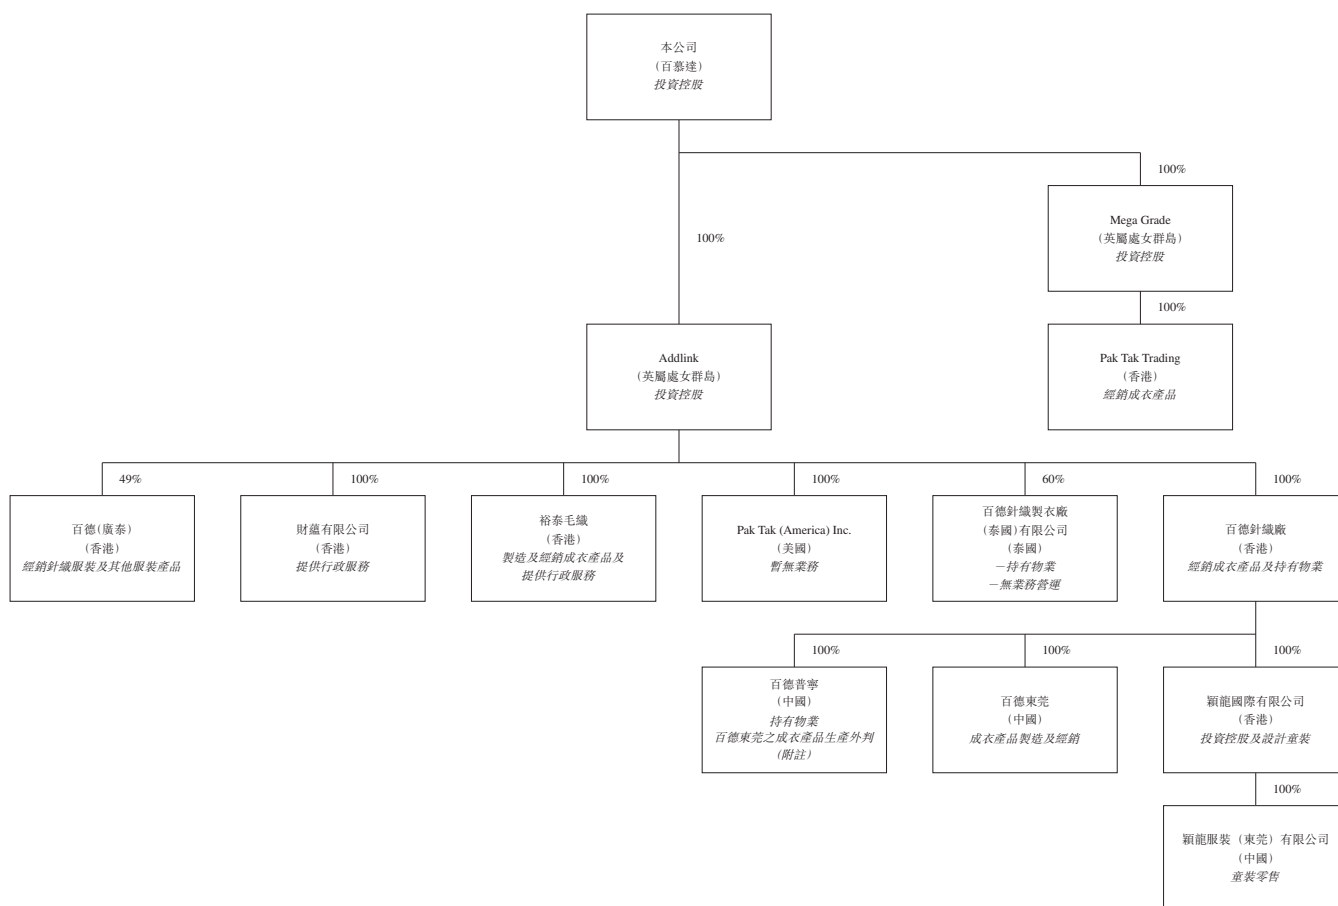 本公司
(百慕達)
投資控股
100%
Mega Grade
(英屬處女群島)
投資控股
100%
100%
Addlink
(英屬處女群島)
投資控股
Pak Tak Trading
(香港)
經銷成衣產品
49%
百德(廣泰)
(香港)
經銷針織服裝及其他服裝產品
100%
財蘊有限公司
(香港)
提供行政服務
100%
裕泰毛織
(香港)
製造及經銷成衣產品及
提供行政服務
100%
Pak Tak (America) Inc.
(美國)
暫無業務
60%
百德針織製衣廠
(泰國)有限公司
(泰國)
－持有物業
－無業務營運
100%
百德針織廠
(香港)
經銷成衣產品及持有物業
100%
百德普寧
(中國)
持有物業
百德東莞之成衣產品生產外判
(附註)
100%
百德東莞
(中國)
成衣產品製造及經銷
100%
穎龍國際有限公司
(香港)
投資控股及設計童裝
100%
穎龍服裝（東莞）有限公司
(中國)
童裝零售